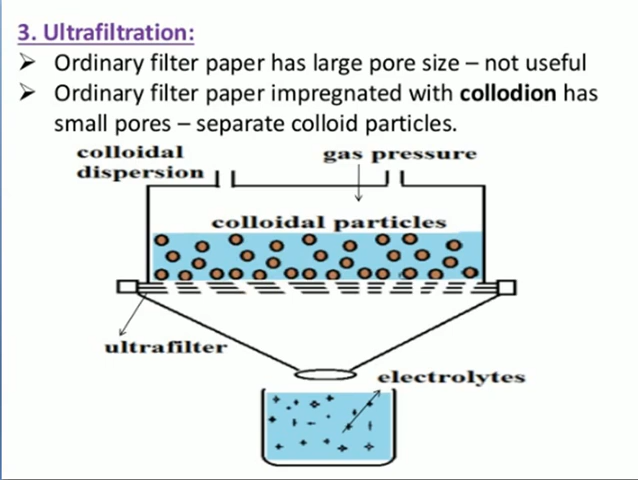 3. Ultrafiltration:
➤ Ordinary filter paper has large pore size – not useful
➤ Ordinary filter paper impregnated with collodion has
small pores – separate colloid particles.
colloidal
dispersion
gas pressure
colloidal particles
ultrafilter
electrolytes